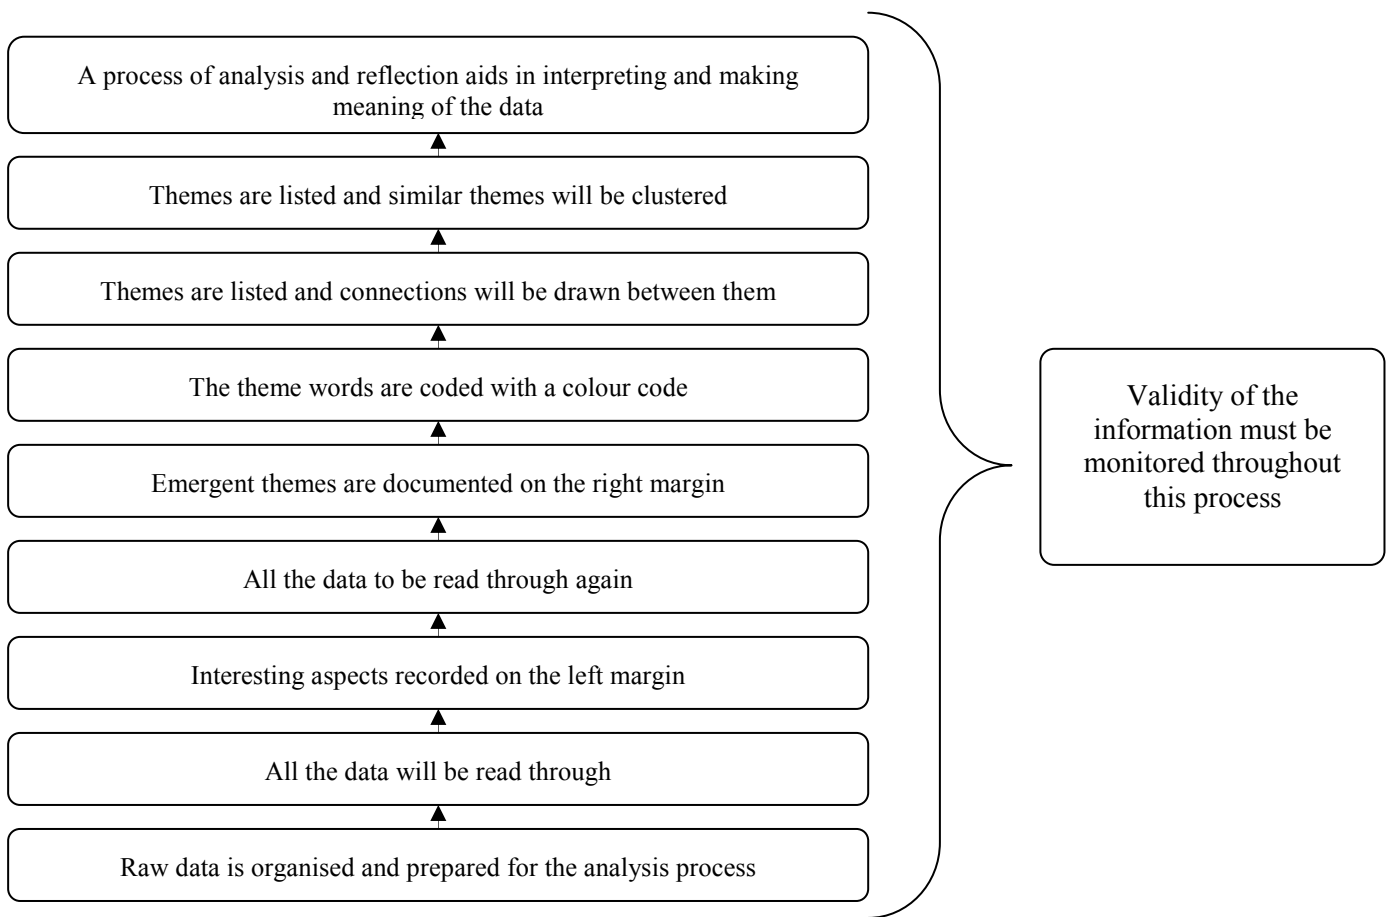 A process of analysis and reflection aids in interpreting and making
meaning of the data
Themes are listed and similar themes will be clustered
Themes are listed and connections will be drawn between them
The theme words are coded with a colour code
Emergent themes are documented on the right margin
All the data to be read through again
Interesting aspects recorded on the left margin
All the data will be read through
Raw data is organised and prepared for the analysis process
Validity of the
information must be
monitored throughout
this process